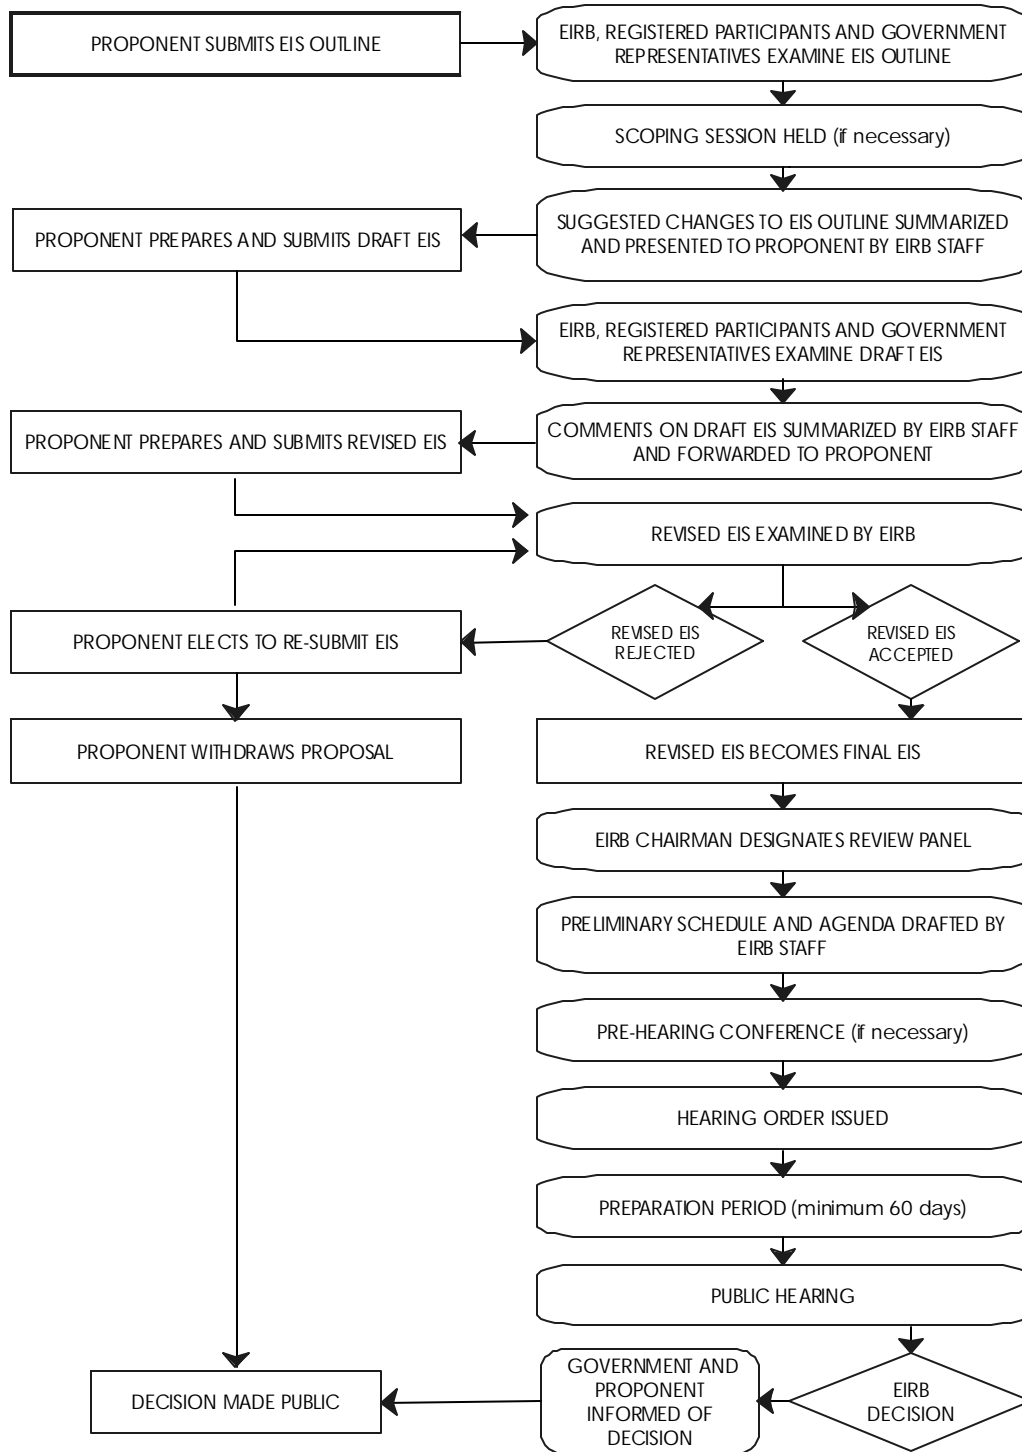 PROPONENT SUBMITS EIS OUTLINE
EIRB, REGISTERED PARTICIPANTS AND GOVERNMENT
REPRESENTATIVES EXAMINE EIS OUTLINE
SCOPING SESSION HELD (if necessary)
SUGGESTED CHANGES TO EIS OUTLINE SUMMARIZED
AND PRESENTED TO PROPONENT BY EIRB STAFF
PROPONENT PREPARES AND SUBMITS DRAFT EIS
EIRB, REGISTERED PARTICIPANTS AND GOVERNMENT
REPRESENTATIVES EXAMINE DRAFT EIS
COMMENTS ON DRAFT EIS SUMMARIZED BY EIRB STAFF
AND FORWARDED TO PROPONENT
PROPONENT PREPARES AND SUBMITS REVISED EIS
REVISED EIS EXAMINED BY EIRB
REVISED EIS
REJECTED
REVISED EIS
ACCEPTED
PROPONENT ELECTS TO RE-SUBMIT EIS
PROPONENT WITHDRAWS PROPOSAL
REVISED EIS BECOMES FINAL EIS
EIRB CHAIRMAN DESIGNATES REVIEW PANEL
PRELIMINARY SCHEDULE AND AGENDA DRAFTED BY
EIRB STAFF
PRE-HEARING CONFERENCE (if necessary)
HEARING ORDER ISSUED
PREPARATION PERIOD (minimum 60 days)
PUBLIC HEARING
EIRB
DECISION
GOVERNMENT AND
PROPONENT
INFORMED OF
DECISION
DECISION MADE PUBLIC